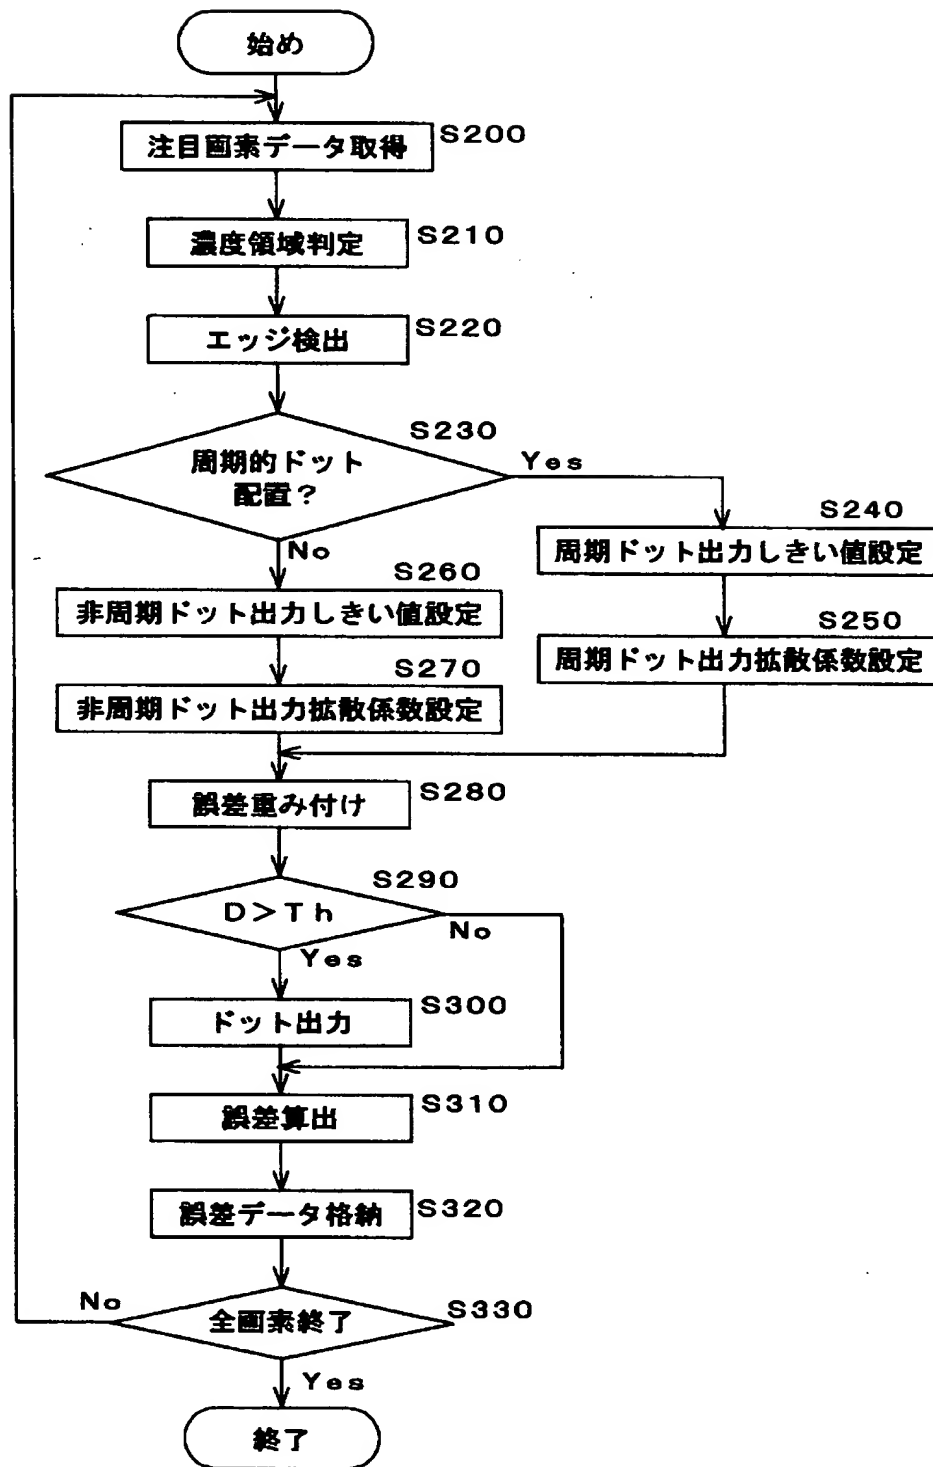 始め
S200
注目画素データ取得
S210
濃度領域判定
S220
エッジ検出
S230
周期的ドット
配置？
Yes
No
S240
周期ドット出力しきい値設定
S250
周期ドット出力拡散係数設定
S260
非周期ドット出力しきい値設定
S270
非周期ドット出力拡散係数設定
S280
誤差重み付け
S290
D＞Th
No
Yes
S300
ドット出力
S310
誤差算出
S320
誤差データ格納
S330
全画素終了
No
Yes
終了